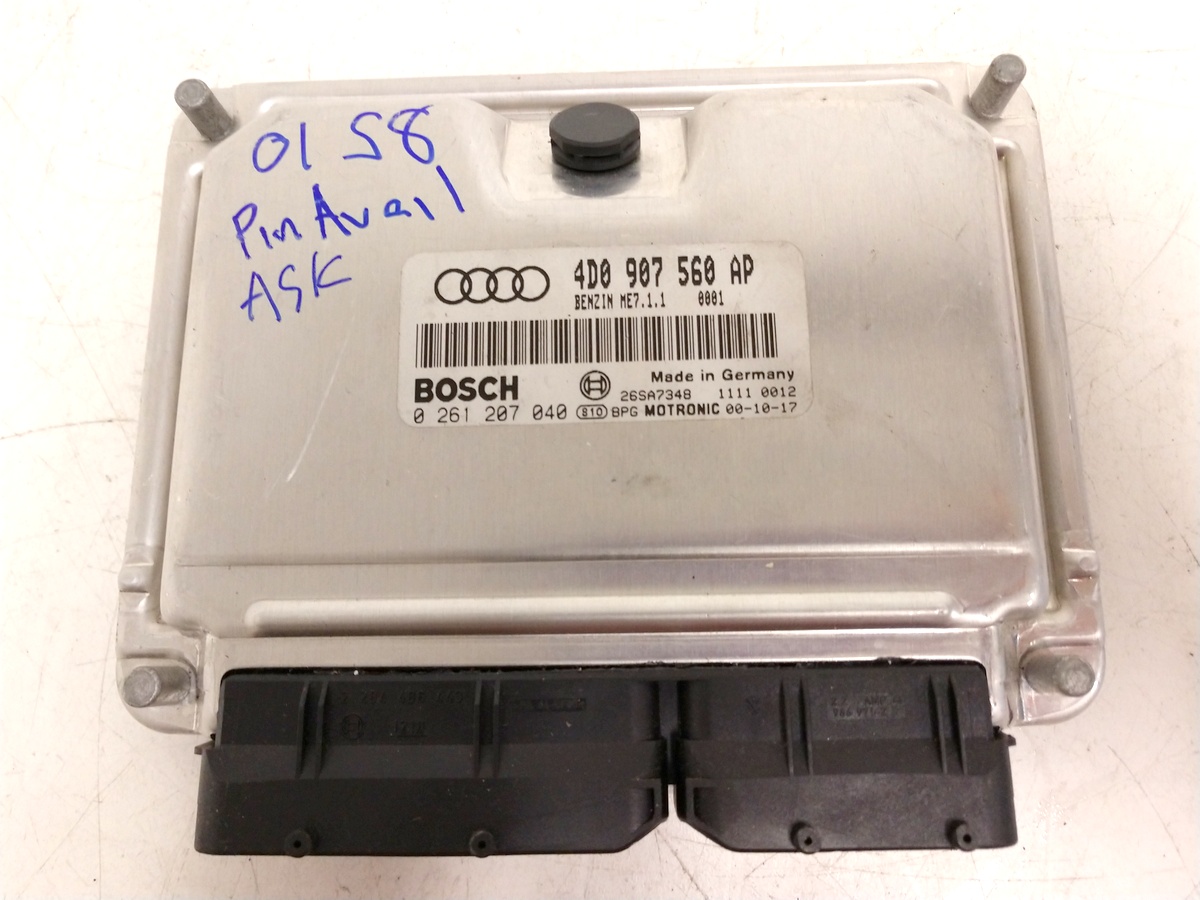 01 S8
Pin Avail
ASK
4D0 907 560 AP
BENZIN ME7.1.1 0001
BOSCH
Made in Germany
26SA7348 1111 0012
0 261 207 040 810 BPG MOTRONIC 00-10-17